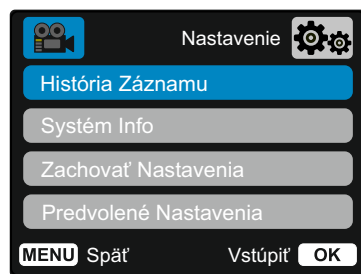 Nastavenie
História Záznamu
Systém Info
Zachovať Nastavenia
Predvolené Nastavenia
MENU Späť Vstúpiť OK